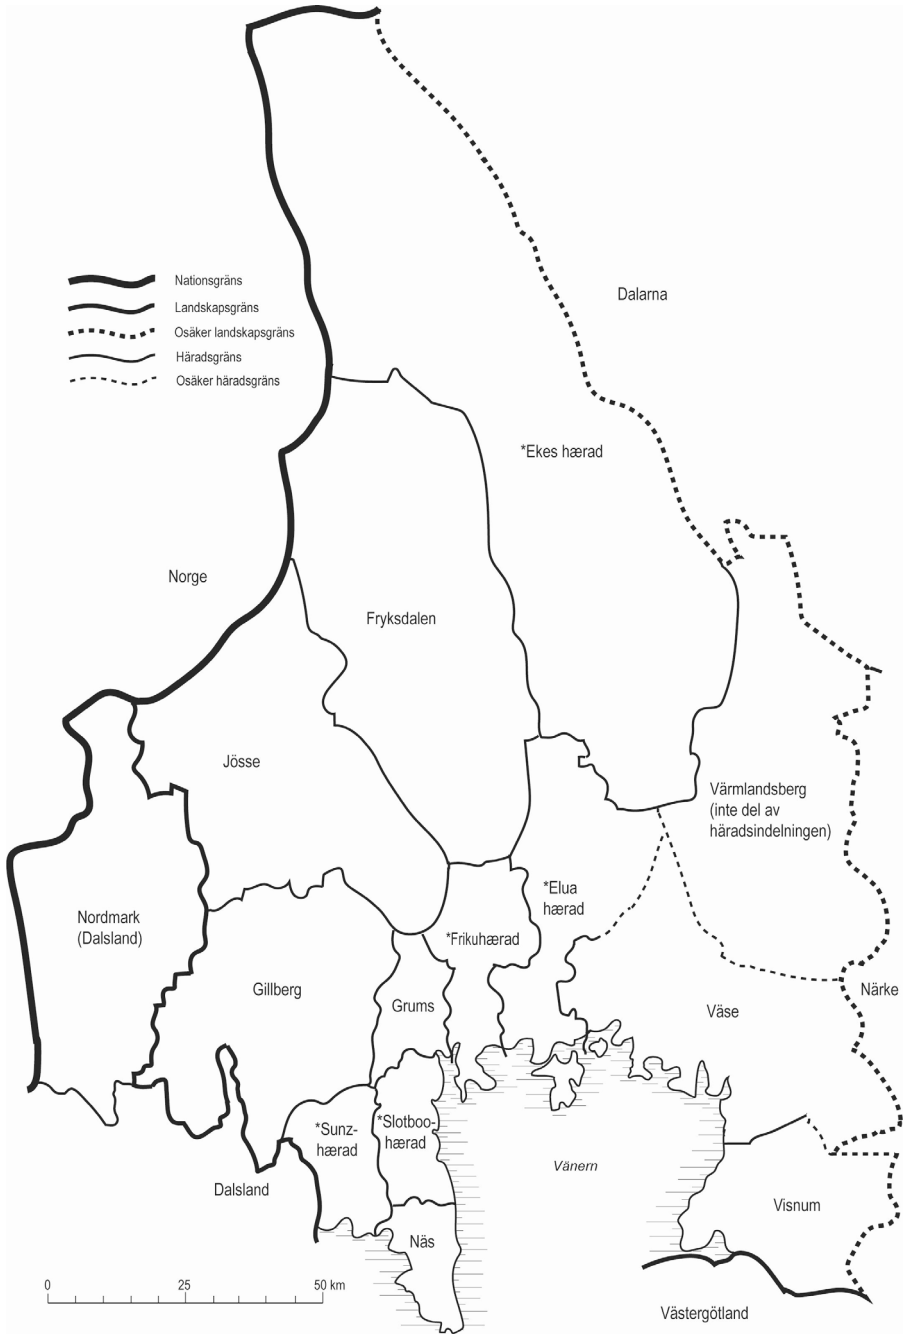 Nationsgräns
Landskapsgräns
Osäker landskapsgräns
Häradsgräns
Osäker häradsgräns
Dalarna
*Ekes hærad
Norge
Fryksdalen
Jösse
Värmlandsberg
(inte del av
häradsindelningen)
*Elua
hærad
Nordmark
(Dalsland)
*Frikuhærad
Gillberg
Grums
Väse
Närke
*Sunz-
hærad
*Slotboo-
hærad
Vänern
Dalsland
Visnum
Näs
0 25 50 km
Västergötland